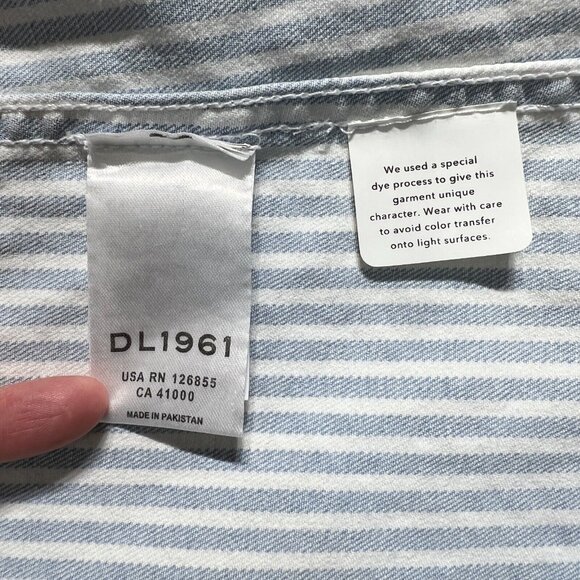 DL1961
USA RN 126855
CA 41000
MADE IN PAKISTAN
We used a special
dye process to give this
garment unique
character. Wear with care
to avoid color transfer
onto light surfaces.